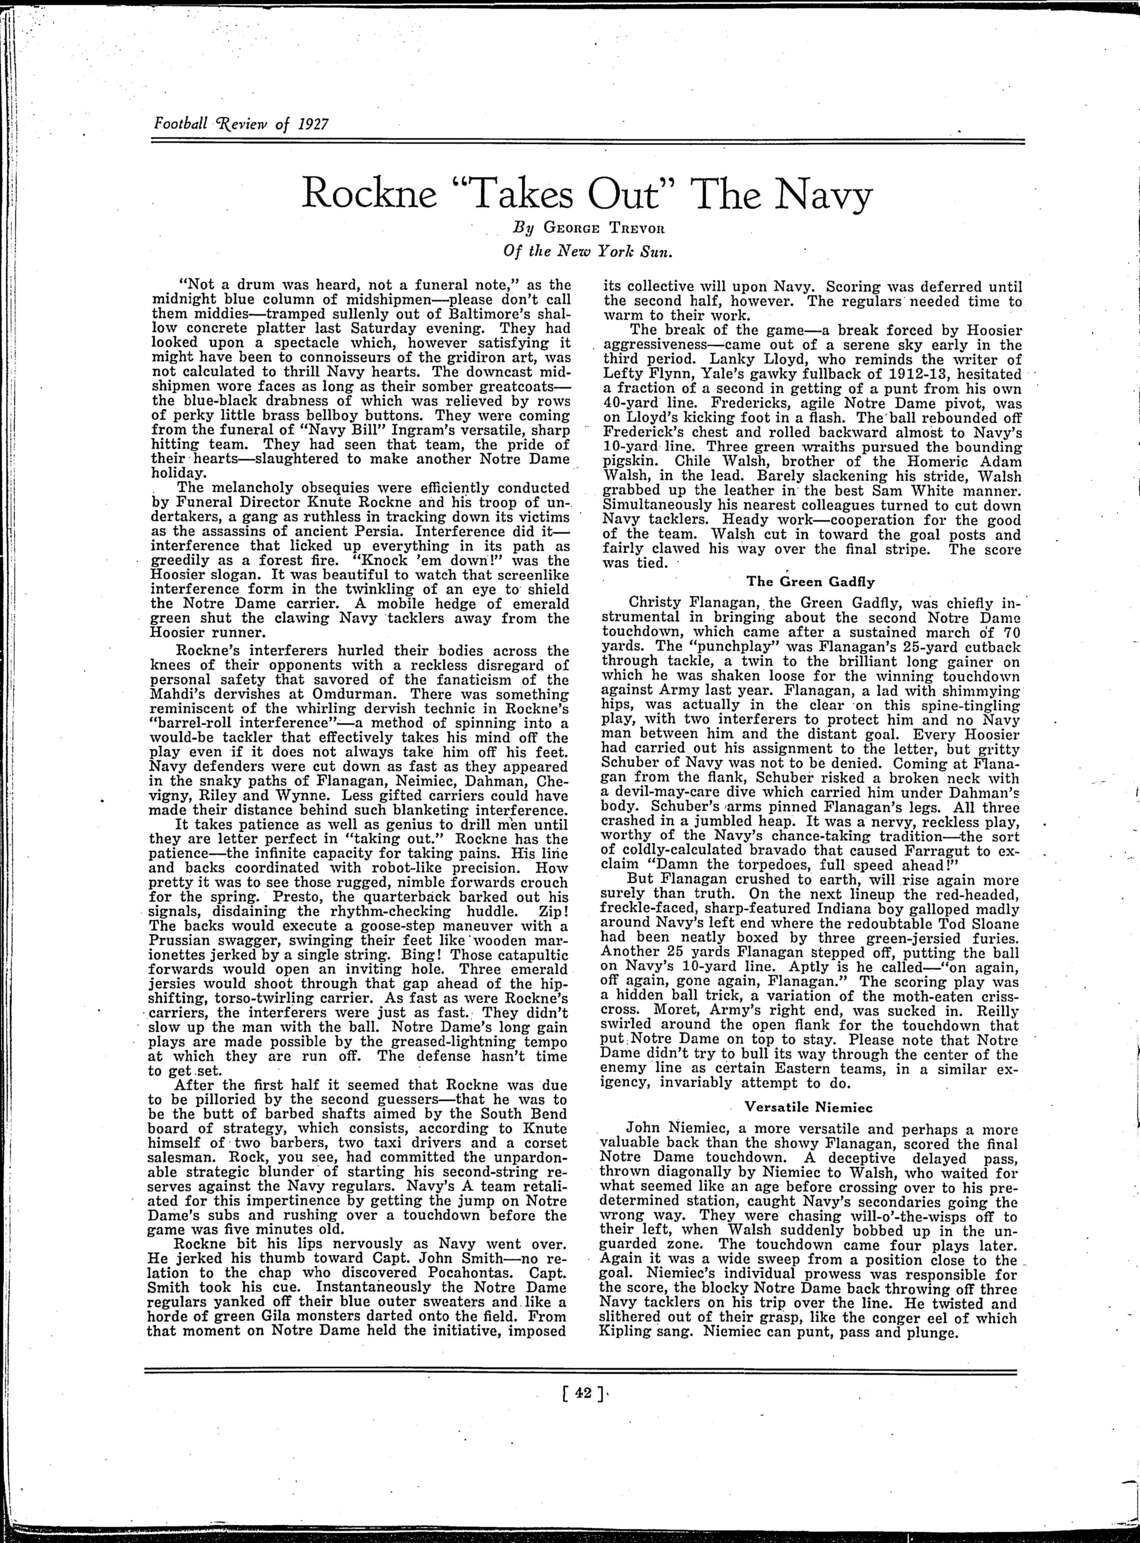 Football Review of 1927
Rockne "Takes Out" The Navy
By George Trevor
Of the New York Sun.
"Not a drum was heard, not a funeral note," as the
midnight blue column of midshipmen—please don't call
them middies—tramped sullenly out of Baltimore's shal-
low concrete platter last Saturday evening. They had
looked upon a spectacle which, however satisfying it
might have been to connoisseurs of the gridiron art, was
not calculated to thrill Navy hearts. The downcast mid-
shipmen wore faces as long as their somber greatcoats—
the blue-black drabness of which was relieved by rows
of perky little brass bellboy buttons. They were coming
from the funeral of "Navy Bill" Ingram's versatile, sharp
hitting team. They had seen that team, the pride of
their hearts—slaughtered to make another Notre Dame
holiday.
The melancholy obsequies were efficiently conducted
by Funeral Director Knute Rockne and his troop of un-
dertakers, a gang as ruthless in tracking down its victims
as the assassins of ancient Persia. Interference did it—
interference that licked up everything in its path as
greedily as a forest fire. "Knock 'em down!" was the
Hoosier slogan. It was beautiful to watch that screenlike
interference form in the twinkling of an eye to shield
the Notre Dame carrier. A mobile hedge of emerald
green shut the clawing Navy tacklers away from the
Hoosier runner.
Rockne's interferers hurled their bodies across the
knees of their opponents with a reckless disregard of
personal safety that savored of the fanaticism of the
Mahdi's dervishes at Omdurman. There was something
reminiscent of the whirling dervish technic in Rockne's
"barrel-roll interference"—a method of spinning into a
would-be tackler that effectively takes his mind off the
play even if it does not always take him off his feet.
Navy defenders were cut down as fast as they appeared
in the snaky paths of Flanagan, Neimiec, Dahman, Che-
vigny, Riley and Wynne. Less gifted carriers could have
made their distance behind such blanketing interference.
It takes patience as well as genius to drill men until
they are letter perfect in "taking out." Rockne has the
patience—the infinite capacity for taking pains. His line
and backs coordinated with robot-like precision. How
pretty it was to see those rugged, nimble forwards crouch
for the spring. Presto, the quarterback barked out his
signals, disdaining the rhythm-checking huddle. Zip!
The backs would execute a goose-step maneuver with a
Prussian swagger, swinging their feet like wooden mar-
ionettes jerked by a single string. Bing! Those catapultic
forwards would open an inviting hole. Three emerald
jersies would shoot through that gap ahead of the hip-
shifting, torso-twirling carrier. As fast as were Rockne's
carriers, the interferers were just as fast. They didn't
slow up the man with the ball. Notre Dame's long gain
plays are made possible by the greased-lightning tempo
at which they are run off. The defense hasn't time
to get set.
After the first half it seemed that Rockne was due
to be pilloried by the second guessers—that he was to
be the butt of barbed shafts aimed by the South Bend
board of strategy, which consists, according to Knute
himself of two barbers, two taxi drivers and a corset
salesman. Rock, you see, had committed the unpardon-
able strategic blunder of starting his second-string re-
serves against the Navy regulars. Navy's A team retali-
ated for this impertinence by getting the jump on Notre
Dame's subs and rushing over a touchdown before the
game was five minutes old.
Rockne bit his lips nervously as Navy went over.
He jerked his thumb toward Capt. John Smith—no re-
lation to the chap who discovered Pocahontas. Capt.
Smith took his cue. Instantaneously the Notre Dame
regulars yanked off their blue outer sweaters and like a
horde of green Gila monsters darted onto the field. From
that moment on Notre Dame held the initiative, imposed
its collective will upon Navy. Scoring was deferred until
the second half, however. The regulars needed time to
warm to their work.
The break of the game—a break forced by Hoosier
aggressiveness—came out of a serene sky early in the
third period. Lanky Lloyd, who reminds the writer of
Lefty Flynn, Yale's gawky fullback of 1912-13, hesitated
a fraction of a second in getting of a punt from his own
40-yard line. Fredericks, agile Notre Dame pivot, was
on Lloyd's kicking foot in a flash. The ball rebounded off
Frederick's chest and rolled backward almost to Navy's
10-yard line. Three green wraiths pursued the bounding
pigskin. Chile Walsh, brother of the Homeric Adam
Walsh, in the lead. Barely slackening his stride, Walsh
grabbed up the leather in the best Sam White manner.
Simultaneously his nearest colleagues turned to cut down
Navy tacklers. Heady work—cooperation for the good
of the team. Walsh cut in toward the goal posts and
fairly clawed his way over the final stripe. The score
was tied.
The Green Gadfly
Christy Flanagan, the Green Gadfly, was chiefly in-
strumental in bringing about the second Notre Dame
touchdown, which came after a sustained march of 70
yards. The "punchplay" was Flanagan's 25-yard cutback
through tackle, a twin to the brilliant long gainer on
which he was shaken loose for the winning touchdown
against Army last year. Flanagan, a lad with shimmying
hips, was actually in the clear on this spine-tingling
play, with two interferers to protect him and no Navy
man between him and the distant goal. Every Hoosier
had carried out his assignment to the letter, but gritty
Schuber of Navy was not to be denied. Coming at Flana-
gan from the flank, Schuber risked a broken neck with
a devil-may-care dive which carried him under Dahman's
body. Schuber's arms pinned Flanagan's legs. All three
crashed in a jumbled heap. It was a nervy, reckless play,
worthy of the Navy's chance-taking tradition—the sort
of coldly-calculated bravado that caused Farragut to ex-
claim "Damn the torpedoes, full speed ahead!"
But Flanagan crushed to earth, will rise again more
surely than truth. On the next lineup the red-headed,
freckle-faced, sharp-featured Indiana boy galloped madly
around Navy's left end where the redoubtable Tod Sloane
had been neatly boxed by three green-jersied furies.
Another 25 yards Flanagan stepped off, putting the ball
on Navy's 10-yard line. Aptly is he called—"on again,
off again, gone again, Flanagan." The scoring play was
a hidden ball trick, a variation of the moth-eaten criss-
cross. Moret, Army's right end, was sucked in. Reilly
swirled around the open flank for the touchdown that
put Notre Dame on top to stay. Please note that Notre
Dame didn't try to bull its way through the center of the
enemy line as certain Eastern teams, in a similar ex-
igency, invariably attempt to do.
Versatile Niemiec
John Niemiec, a more versatile and perhaps a more
valuable back than the showy Flanagan, scored the final
Notre Dame touchdown. A deceptive delayed pass,
thrown diagonally by Niemiec to Walsh, who waited for
what seemed like an age before crossing over to his pre-
determined station, caught Navy's secondaries going the
wrong way. They were chasing will-o'-the-wisps off to
their left, when Walsh suddenly bobbed up in the un-
guarded zone. The touchdown came four plays later.
Again it was a wide sweep from a position close to the
goal. Niemiec's individual prowess was responsible for
the score, the blocky Notre Dame back throwing off three
Navy tacklers on his trip over the line. He twisted and
slithered out of their grasp, like the conger eel of which
Kipling sang. Niemiec can punt, pass and plunge.
[ 42 ]